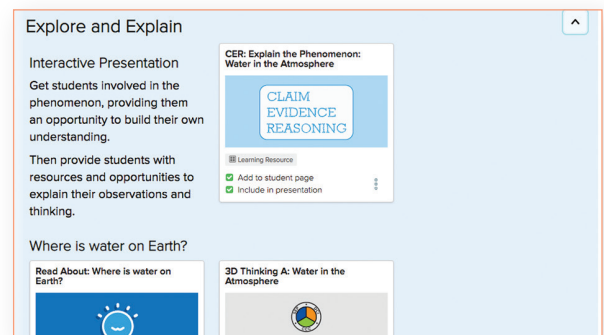 Explore and Explain
Interactive Presentation
Get students involved in the
phenomenon, providing them
an opportunity to build their own
understanding.
Then provide students with
resources and opportunities to
explain their observations and
thinking.
CER: Explain the Phenomenon:
Water in the Atmosphere
CLAIM
EVIDENCE
REASONING
Learning Resource
Add to student page
Include in presentation
Where is water on Earth?
Read About: Where is water on
Earth?
3D Thinking A: Water in the
Atmosphere